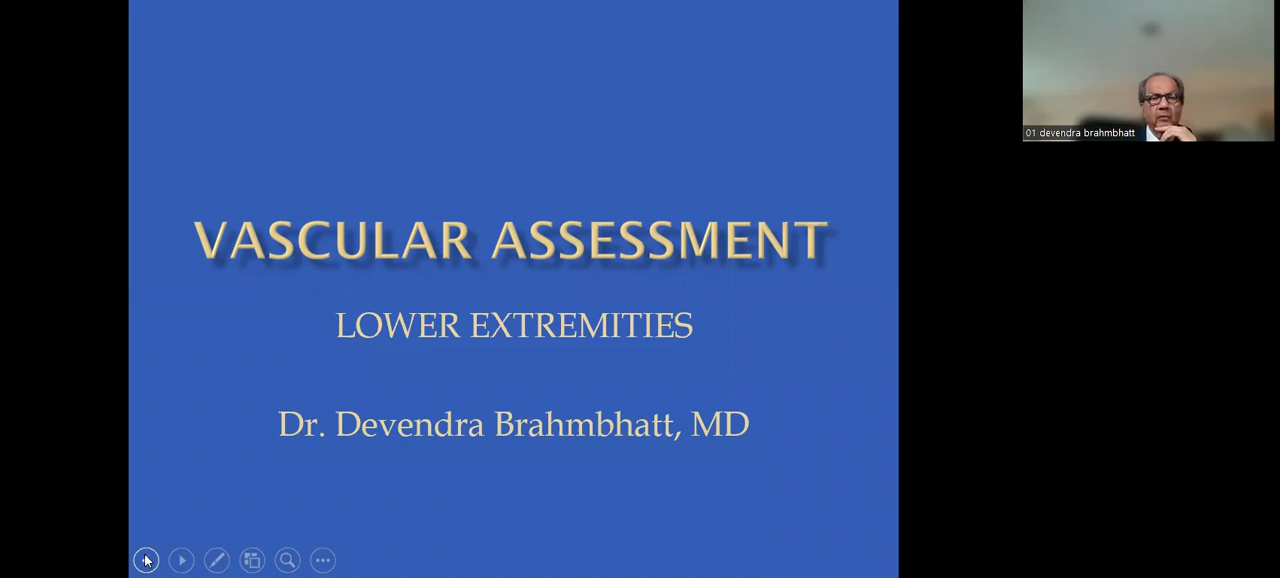 VASCULAR ASSESSMENT
LOWER EXTREMITIES
Dr. Devendra Brahmbhatt, MD
01 devendra brahmbhatt